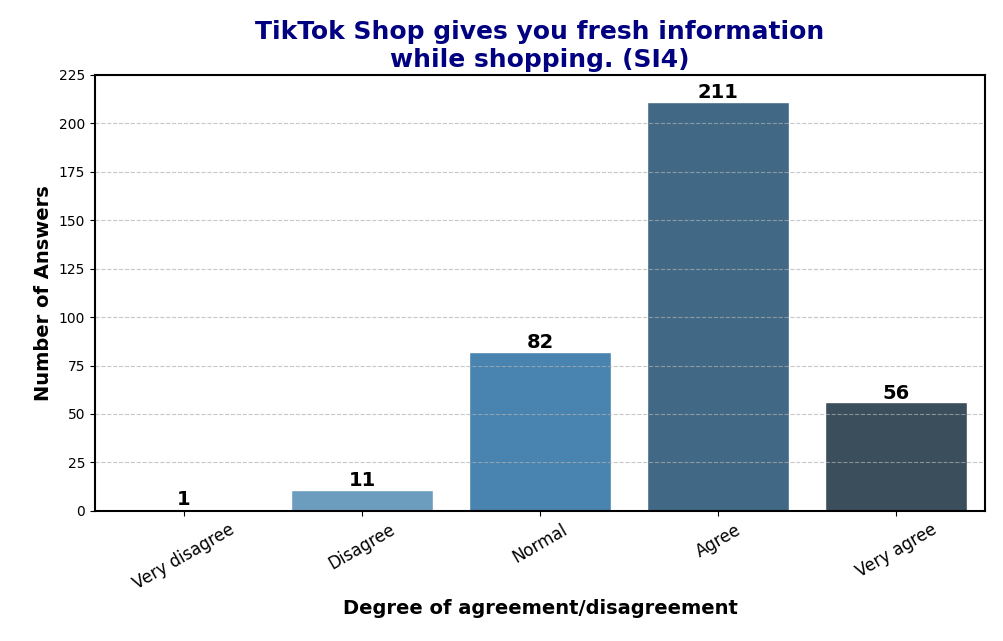 TikTok Shop gives you fresh information
while shopping. (SI4)
Number of Answers
225
200
175
150
125
100
75
50
25
0
1
11
82
211
56
Very disagree
Disagree
Normal
Agree
Very agree
Degree of agreement/disagreement